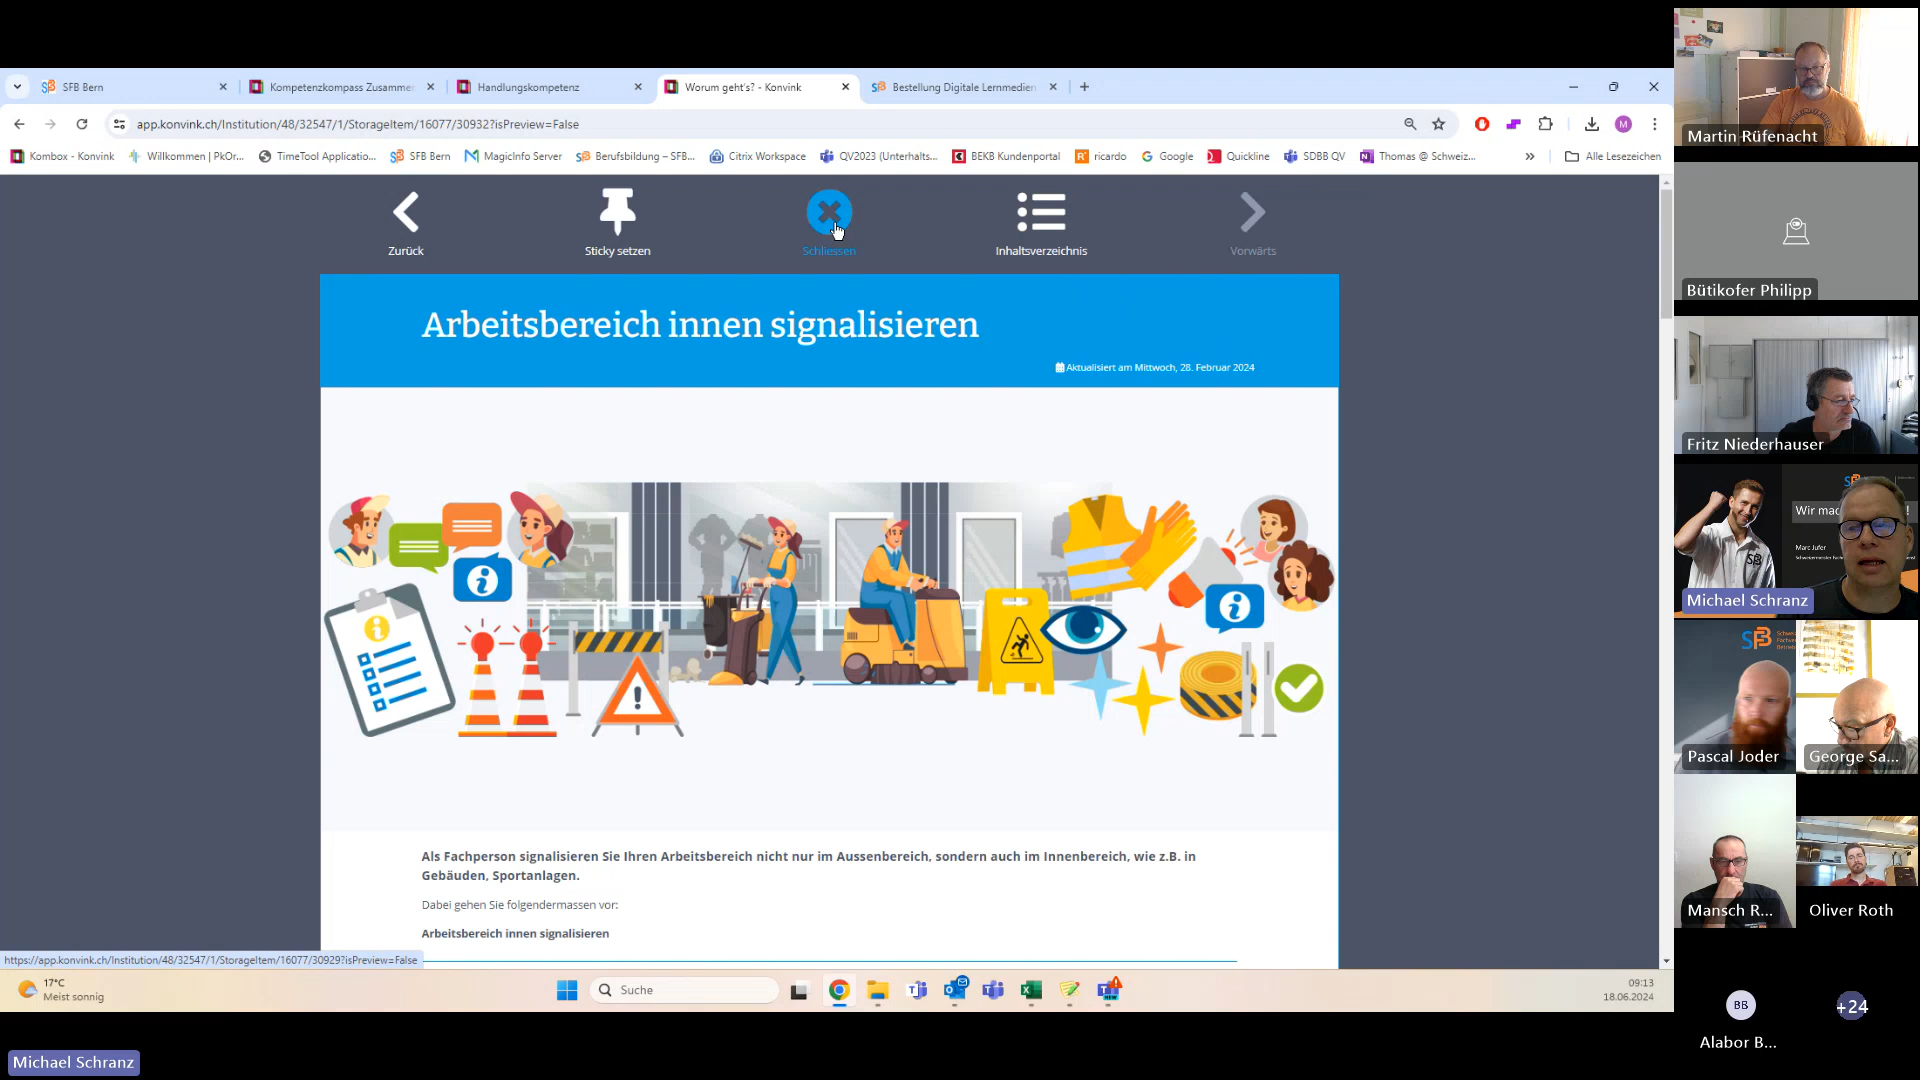 SFB Bern
Kompetenzkompass Zusammen
Handlungskompetenz
Worum geht's? - Konvink
Bestellung Digitale Lernmedien
app.konvink.ch/Institution/48/32547/1/StorageItem/16077/30932?isPreview=False
M
Kombox - Konvink
Willkommen | PkOr...
TimeTool Applicatio...
SFB Bern
MagicInfo Server
Berufsbildung – SFB...
Citrix Workspace
QV2023 (Unterhalts...
BEKB Kundenportal
ricardo
Google
Quickline
SDBB QV
Thomas @ Schweiz...
»
Alle Lesezeichen
Zurück
Sticky setzen
Schliessen
Inhaltsverzeichnis
Vorwärts
Arbeitsbereich innen signalisieren
Aktualisiert am Mittwoch, 28. Februar 2024
Als Fachperson signalisieren Sie Ihren Arbeitsbereich nicht nur im Aussenbereich, sondern auch im Innenbereich, wie z.B. in
Gebäuden, Sportanlagen.
Dabei gehen Sie folgendermassen vor:
Arbeitsbereich innen signalisieren
https://app.konvink.ch/Institution/48/32547/1/StorageItem/16077/30929?isPreview=False
17°C
Meist sonnig
Suche
09:13
18.06.2024
Michael Schranz
Martin Rüfenacht
Bütikofer Philipp
Fritz Niederhauser
Wir mac
Marc Jufer
Michael Schranz
Pascal Joder
George Sa...
Mansch R...
Oliver Roth
BB
Alabor B...
+24